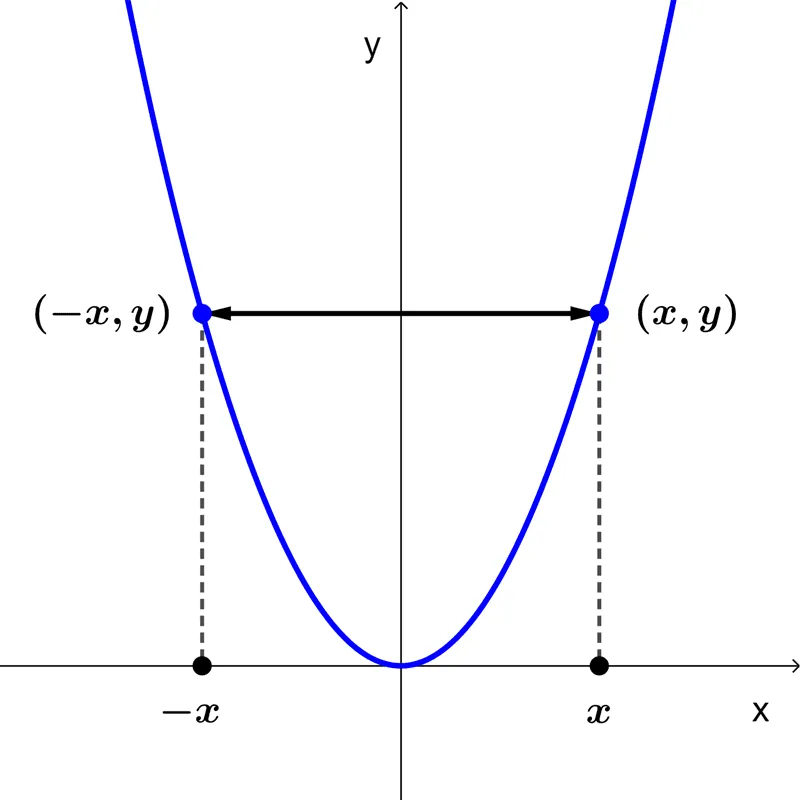 y
(−x, y) (x, y)
−x x x